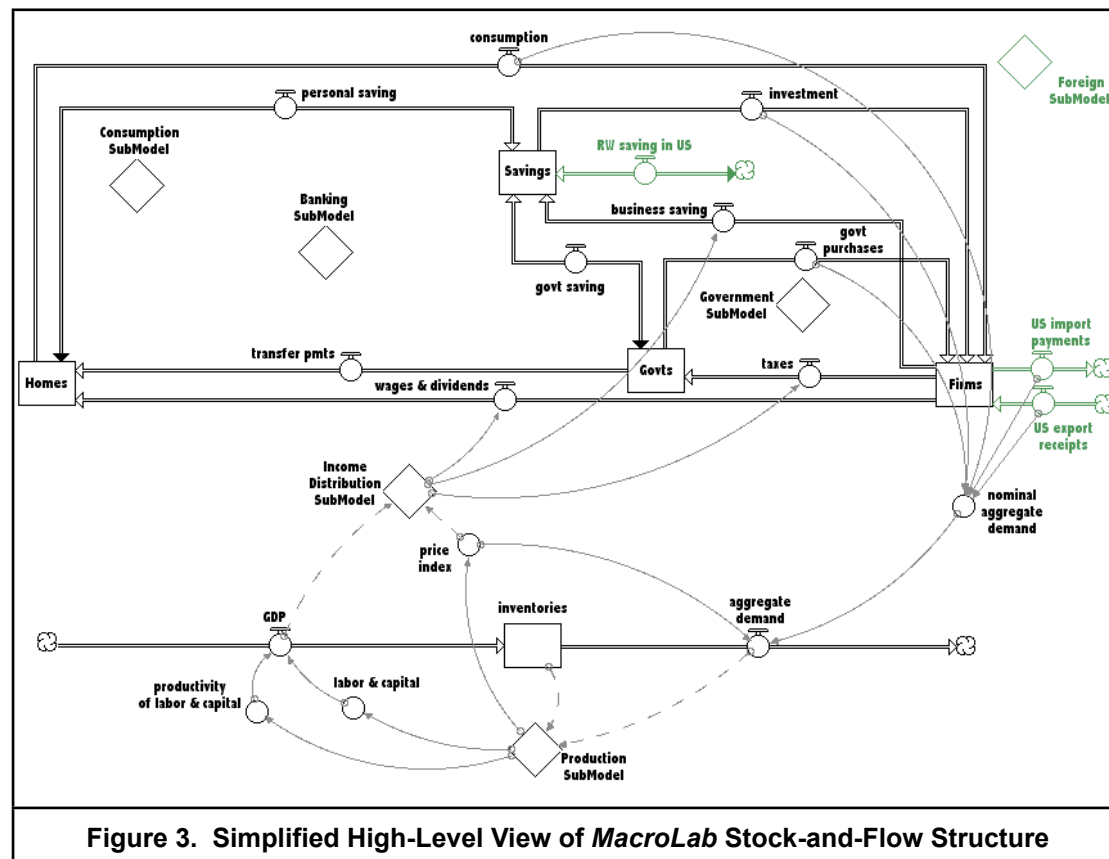 consumption
personal saving
investment
Foreign
SubModel
Consumption
SubModel
Savings
RW saving in US
Banking
SubModel
business saving
govt
purchases
govt saving
Government
SubModel
US import
payments
transfer pmts
Govts
taxes
Homes
wages & dividends
Firms
US export
receipts
Income
Distribution
SubModel
nominal
aggregate
demand
price
index
GDP
inventories
aggregate
demand
labor & capital
productivity
of labor & capital
Production
SubModel
Figure 3. Simplified High-Level View of MacroLab Stock-and-Flow Structure